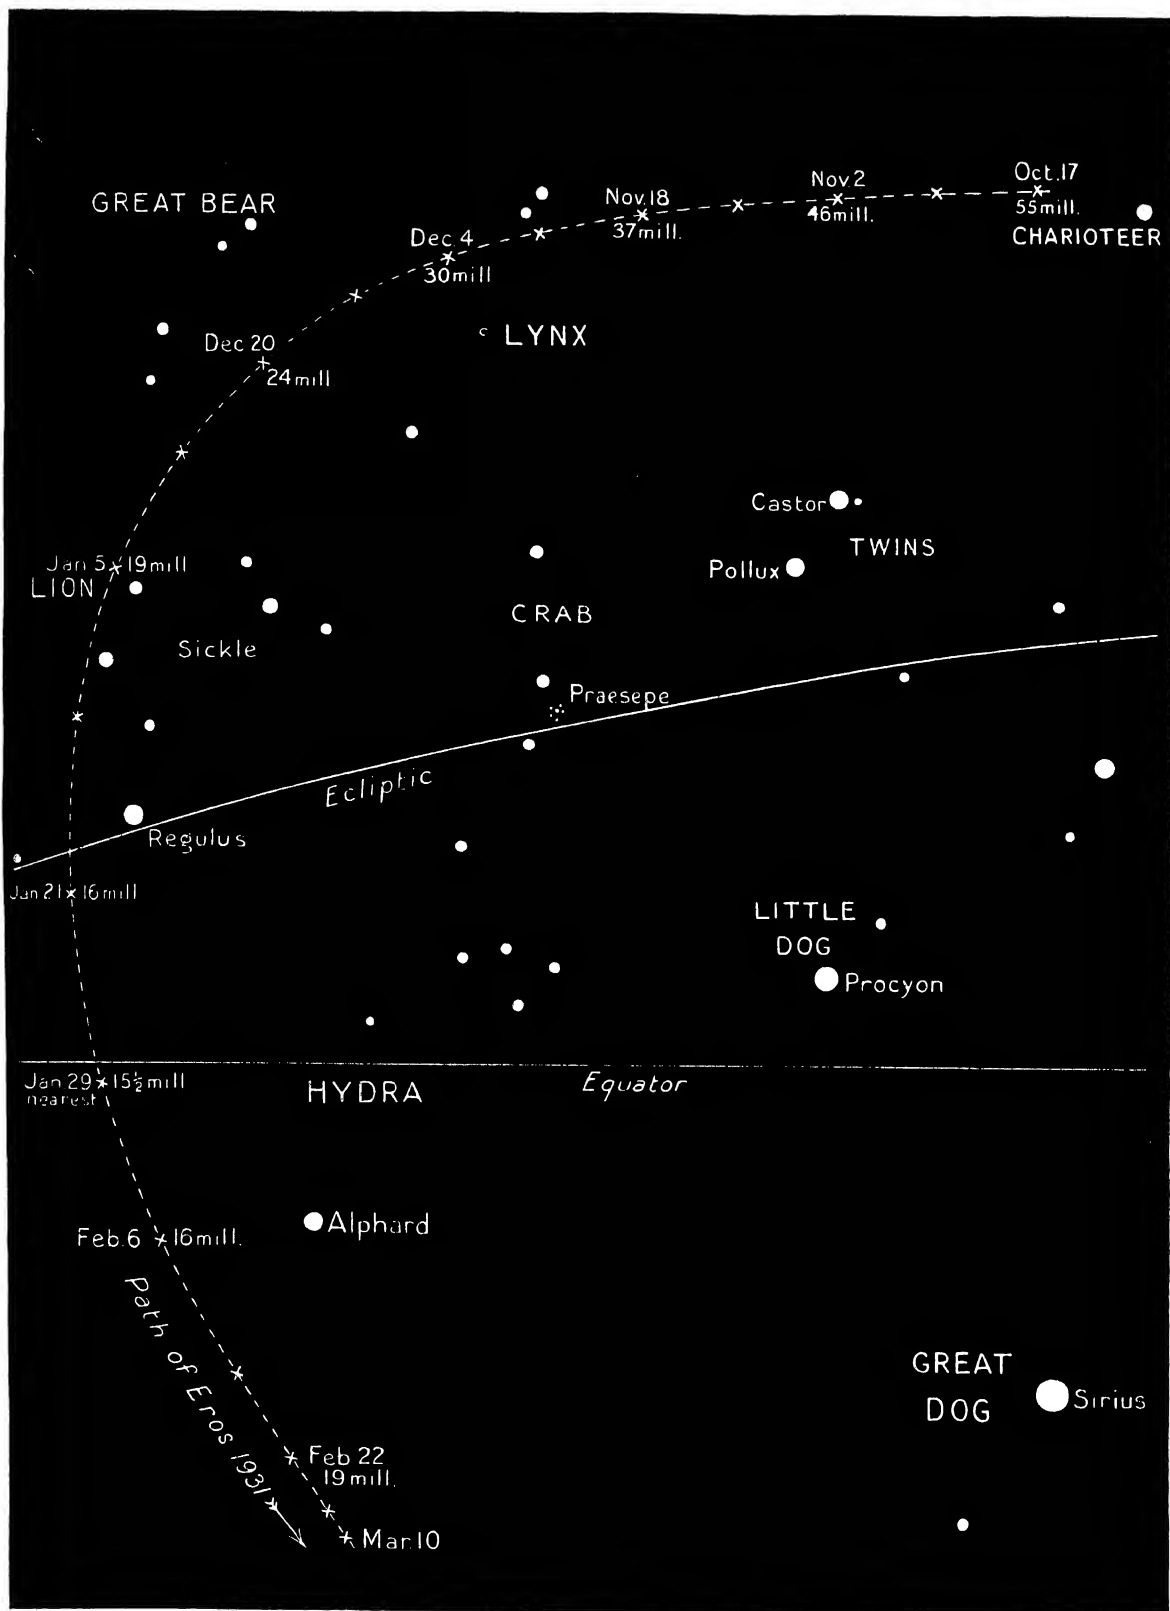 Oct.17
55mill.
CHARIOTEER
Nov.2
46mill.
Nov.18
37mill.
GREAT BEAR
Dec.4
30mill
LYNX
Dec 20
24mill
Castor
TWINS
Pollux
Jan 5 19mill
LION
CRAB
Sickle
Praesepe
Ecliptic
Regulus
Jan 21 16mill
LITTLE
DOG
Procyon
Equator
Jan 29 15½mill
nearest
HYDRA
Alphard
Feb.6 16mill.
Path of Eros 1931
GREAT
DOG
Sirius
Feb 22
19mill.
Mar.10